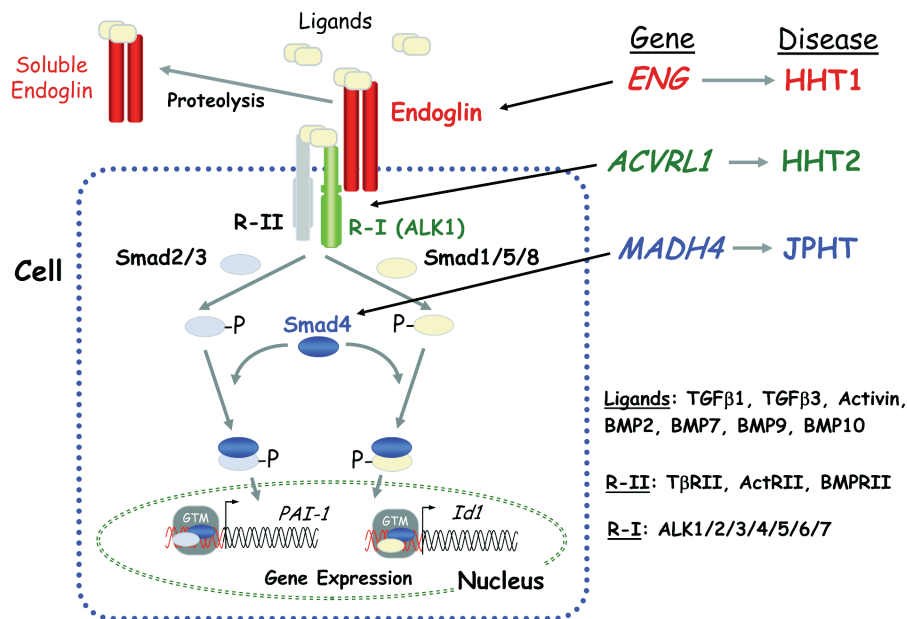 Ligands
Gene
Disease
Soluble
Endoglin
Proteolysis
Endoglin
ENG
HHT1
ACVRL1
HHT2
R-II
R-I (ALK1)
Cell
Smad2/3
Smad1/5/8
MADH4
JPHT
-P
Smad4
P-
Ligands: TGFβ1, TGFβ3, Activin,
BMP2, BMP7, BMP9, BMP10
-P
P-
R-II: TβRII, ActRII, BMPRII
R-I: ALK1/2/3/4/5/6/7
GTM
PAI-1
GTM
Id1
Gene Expression
Nucleus